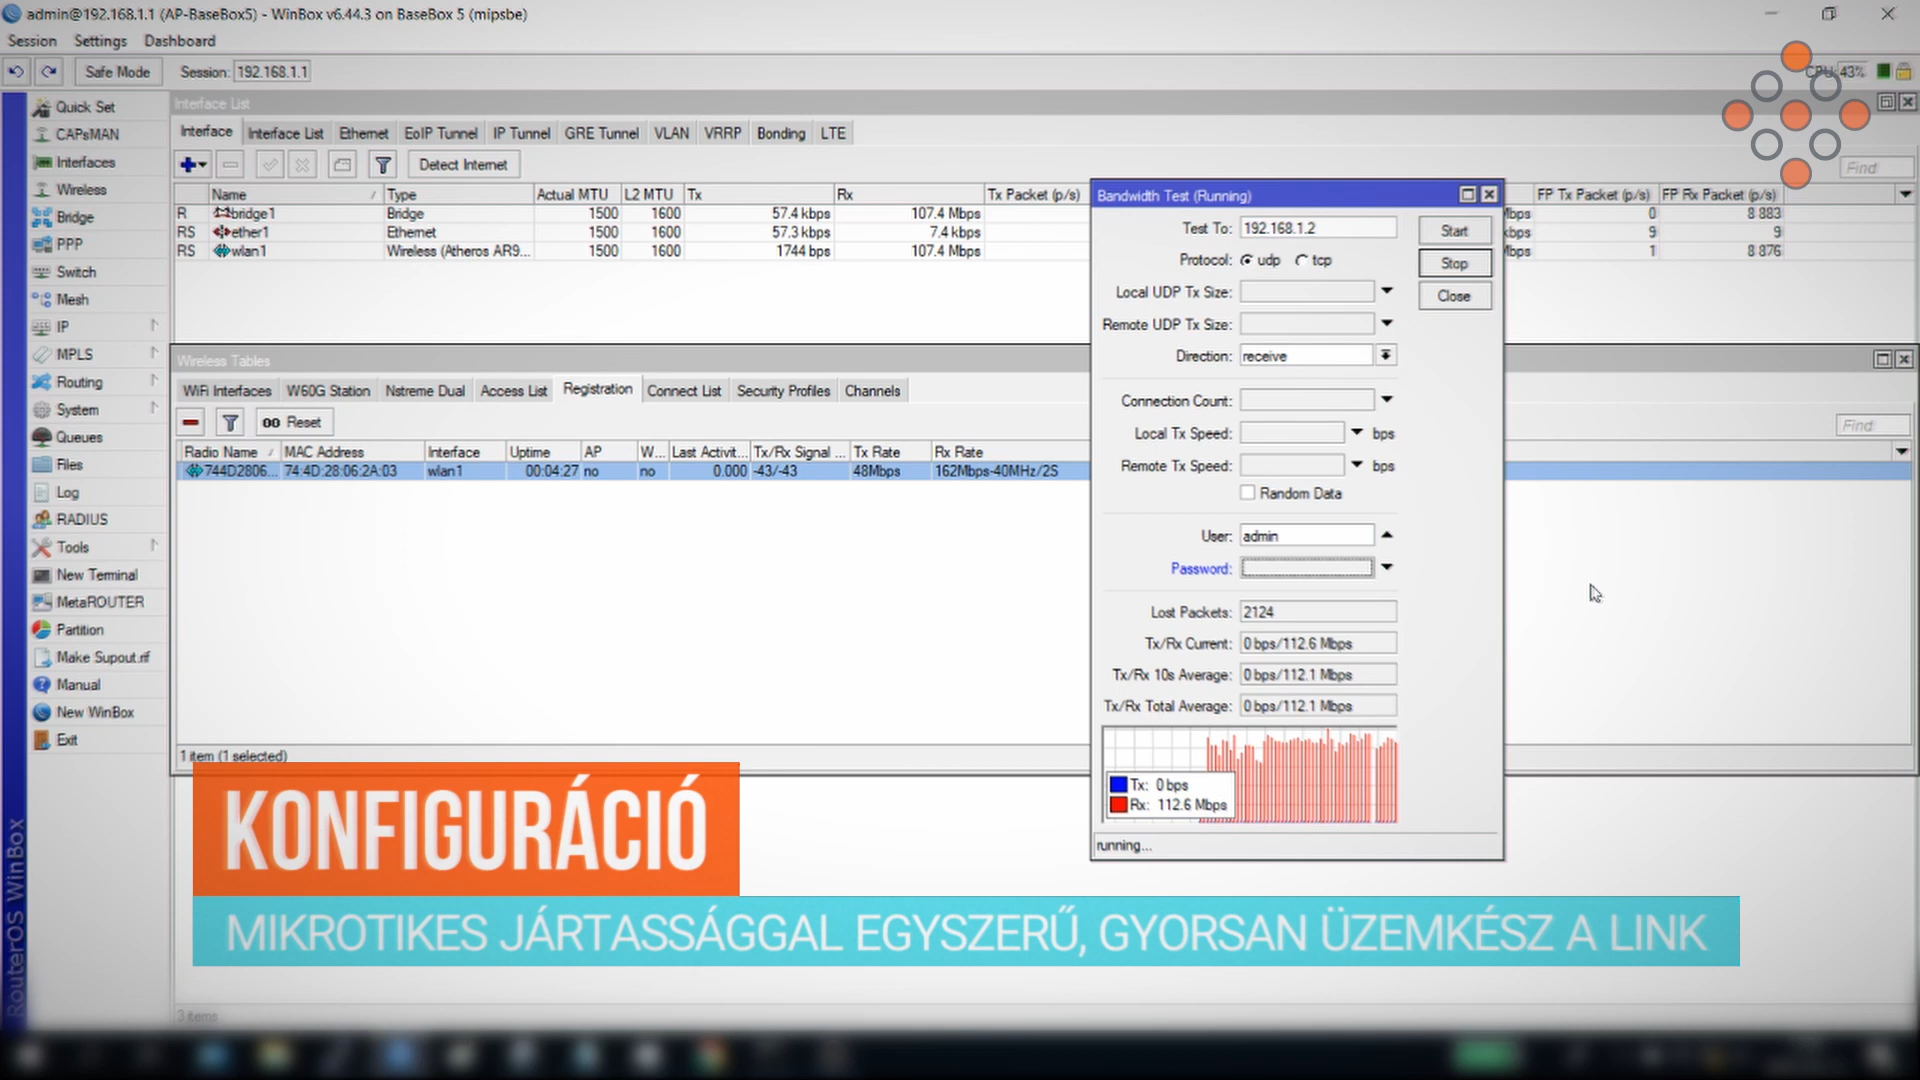 admin@192.168.1.1 (AP-BaseBox5) - WinBox v6.44.3 on BaseBox 5 (mipsbe)
Session Settings Dashboard
Safe Mode Session: 192.168.1.1 CPU: 43%
Quick Set
CAPsMAN
Interfaces
Wireless
Bridge
PPP
Switch
Mesh
IP
MPLS
Routing
System
Queues
Files
Log
RADIUS
Tools
New Terminal
MetaROUTER
Partition
Make Supout.rif
Manual
New WinBox
Exit
RouterOS WinBox
Interface List
Interface Interface List Ethernet EoIP Tunnel IP Tunnel GRE Tunnel VLAN VRRP Bonding LTE
Detect Internet Find
Name Type Actual MTU L2 MTU Tx Rx Tx Packet (p/s) FP Tx Packet (p/s) FP Rx Packet (p/s)
R bridge1 Bridge 1500 1600 57.4 kbps 107.4 Mbps Mbps 0 8 883
RS ether1 Ethernet 1500 1600 57.3 kbps 7.4 kbps kbps 9 9
RS wlan1 Wireless (Atheros AR9... 1500 1600 1744 bps 107.4 Mbps Mbps 1 8 876
Wireless Tables
WiFi Interfaces W60G Station Nstreme Dual Access List Registration Connect List Security Profiles Channels
00 Reset Find
Radio Name MAC Address Interface Uptime AP W... Last Activit... Tx/Rx Signal ... Tx Rate Rx Rate
744D2806... 74:4D:28:06:2A:03 wlan1 00:04:27 no no 0.000 -43/-43 48Mbps 162Mbps-40MHz/2S
1 item (1 selected)
3 items
Bandwidth Test (Running)
Test To: 192.168.1.2 Start
Protocol: udp tcp Stop
Local UDP Tx Size: Close
Remote UDP Tx Size:
Direction: receive
Connection Count:
Local Tx Speed: bps
Remote Tx Speed: bps
Random Data
User: admin
Password:
Lost Packets: 2124
Tx/Rx Current: 0 bps/112.6 Mbps
Tx/Rx 10s Average: 0 bps/112.1 Mbps
Tx/Rx Total Average: 0 bps/112.1 Mbps
Tx: 0 bps
Rx: 112.6 Mbps
running...
KONFIGURÁCIÓ
MIKROTIKES JÁRTASSÁGGAL EGYSZERŰ, GYORSAN ÜZEMKÉSZ A LINK